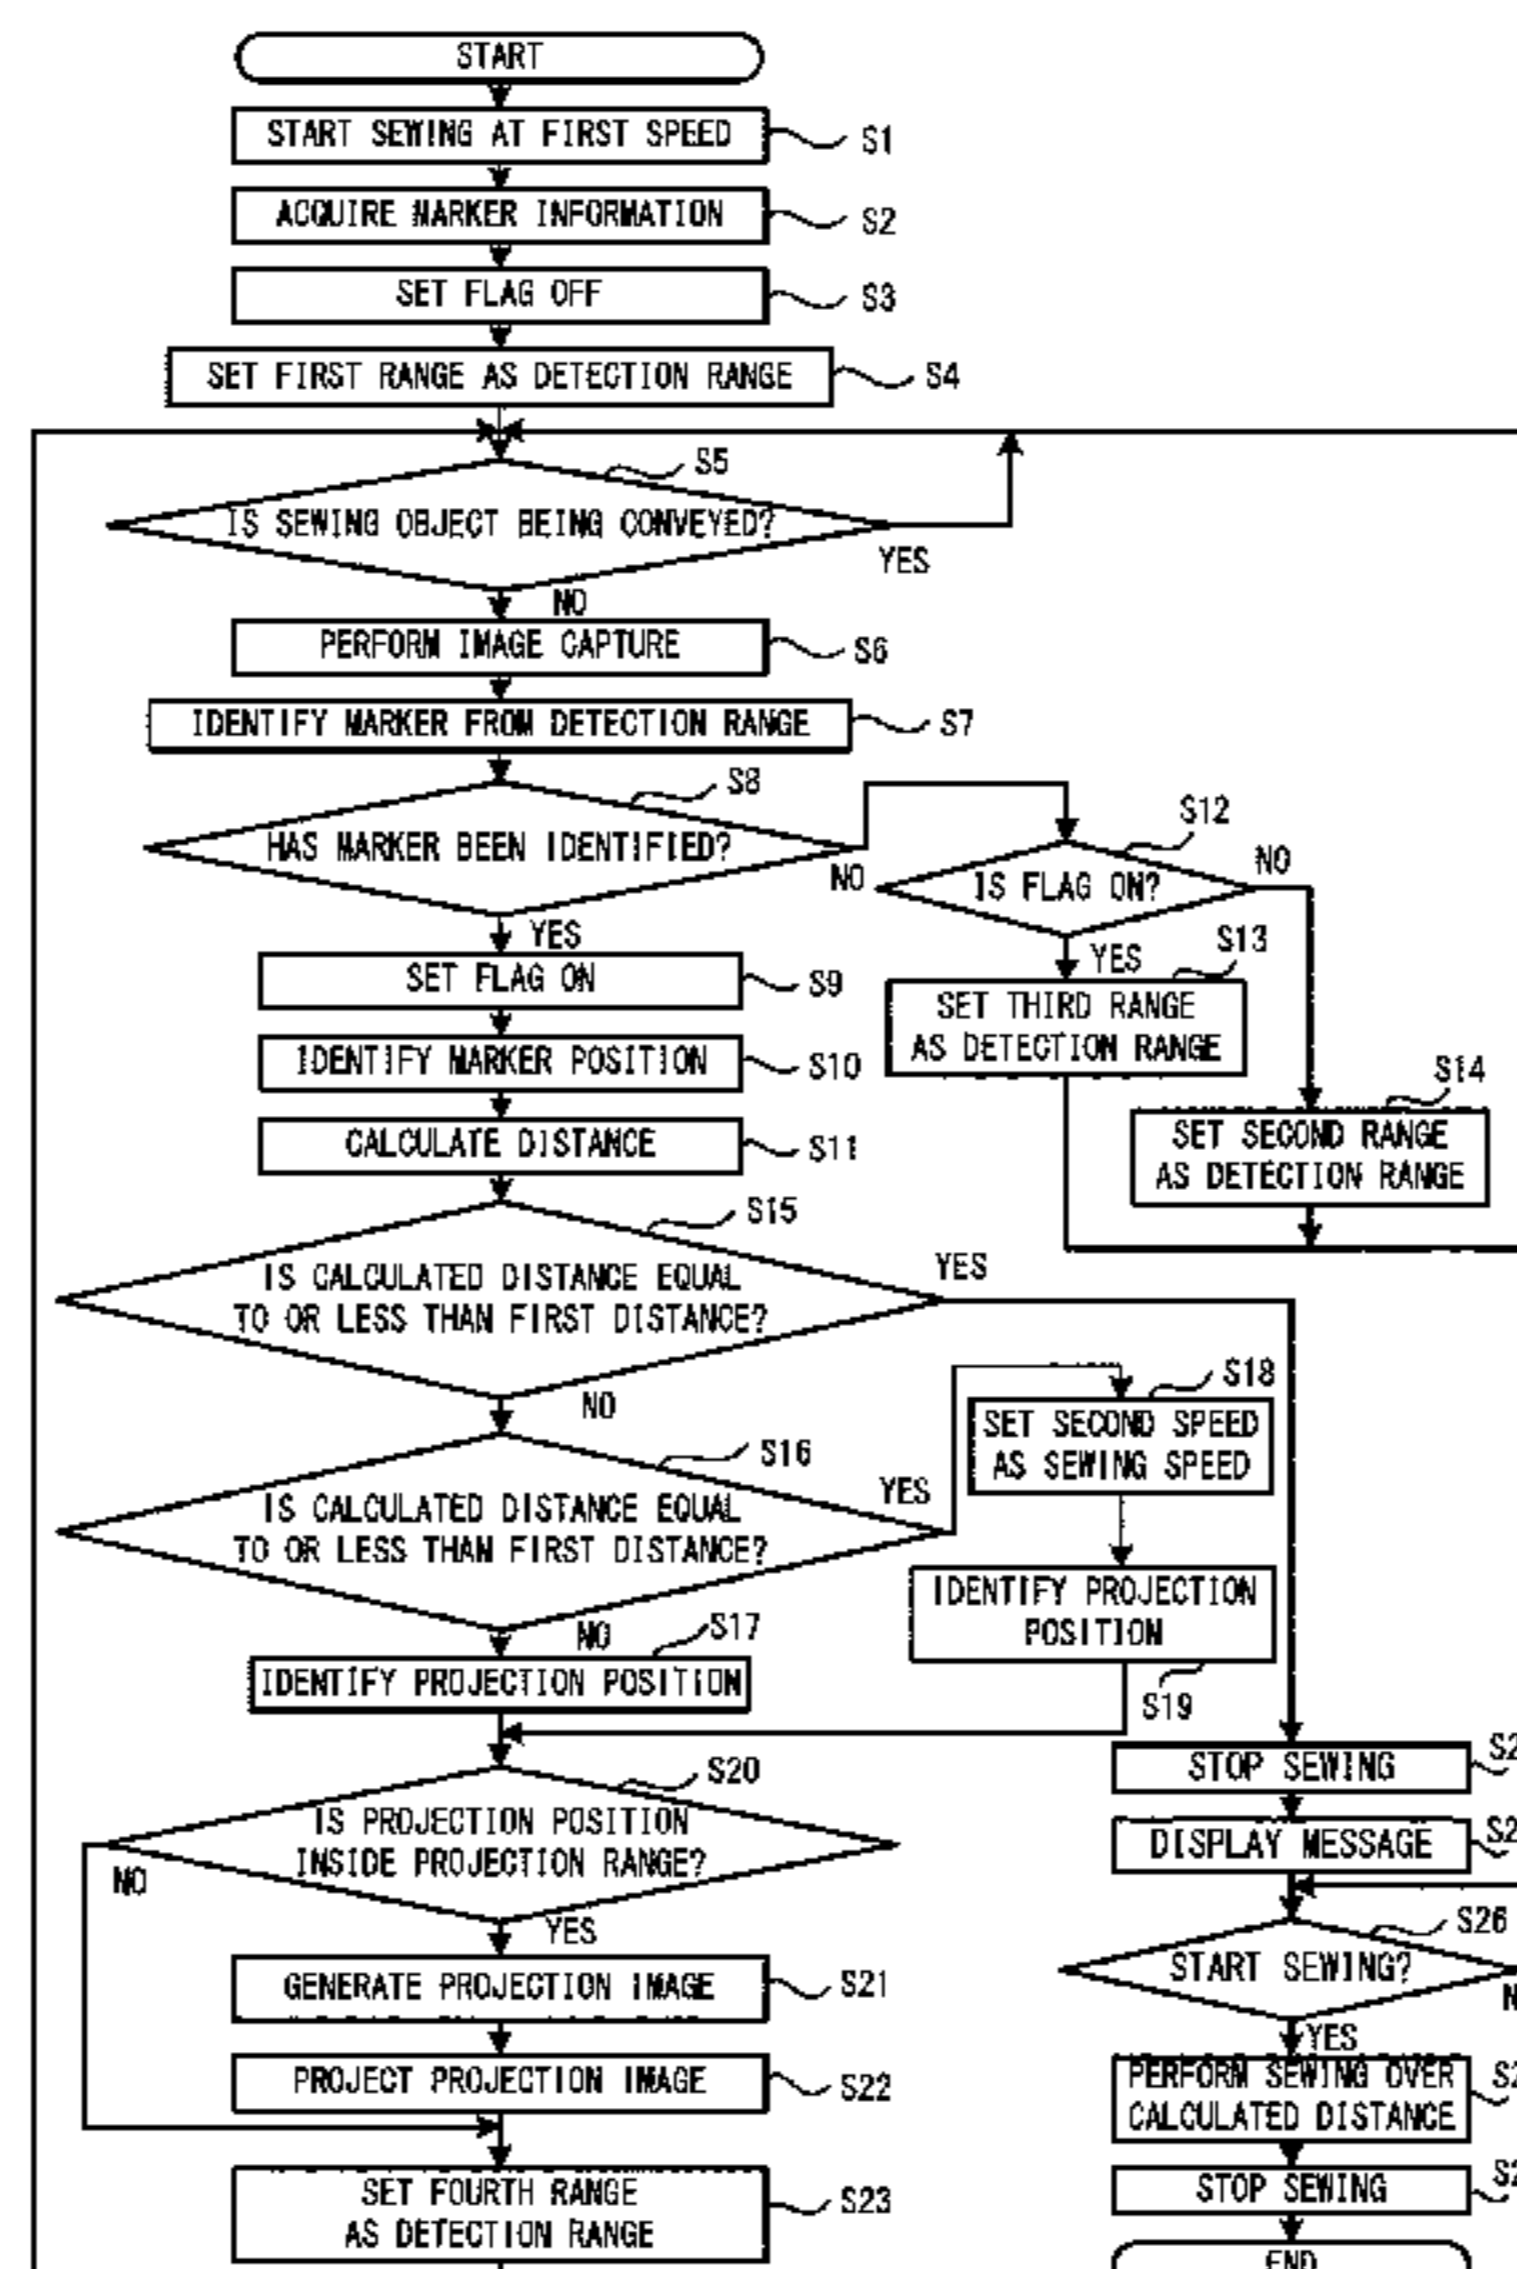 START
START SEWING AT FIRST SPEED
S1
ACQUIRE MARKER INFORMATION
S2
SET FLAG OFF
S3
SET FIRST RANGE AS DETECTION RANGE
S4
S5
IS SEWING OBJECT BEING CONVEYED?
YES
NO
PERFORM IMAGE CAPTURE
S6
IDENTIFY MARKER FROM DETECTION RANGE
S7
S8
HAS MARKER BEEN IDENTIFIED?
NO
YES
S12
IS FLAG ON?
NO
YES
S13
SET THIRD RANGE
AS DETECTION RANGE
S14
SET SECOND RANGE
AS DETECTION RANGE
SET FLAG ON
S9
IDENTIFY MARKER POSITION
S10
CALCULATE DISTANCE
S11
S15
IS CALCULATED DISTANCE EQUAL
TO OR LESS THAN FIRST DISTANCE?
YES
NO
S16
IS CALCULATED DISTANCE EQUAL
TO OR LESS THAN FIRST DISTANCE?
YES
NO
S18
SET SECOND SPEED
AS SEWING SPEED
IDENTIFY PROJECTION
POSITION
S19
S17
IDENTIFY PROJECTION POSITION
S20
IS PROJECTION POSITION
INSIDE PROJECTION RANGE?
NO
YES
GENERATE PROJECTION IMAGE
S21
PROJECT PROJECTION IMAGE
S22
SET FOURTH RANGE
AS DETECTION RANGE
S23
STOP SEWING
DISPLAY MESSAGE
S26
START SEWING?
YES
PERFORM SEWING OVER
CALCULATED DISTANCE
STOP SEWING
END